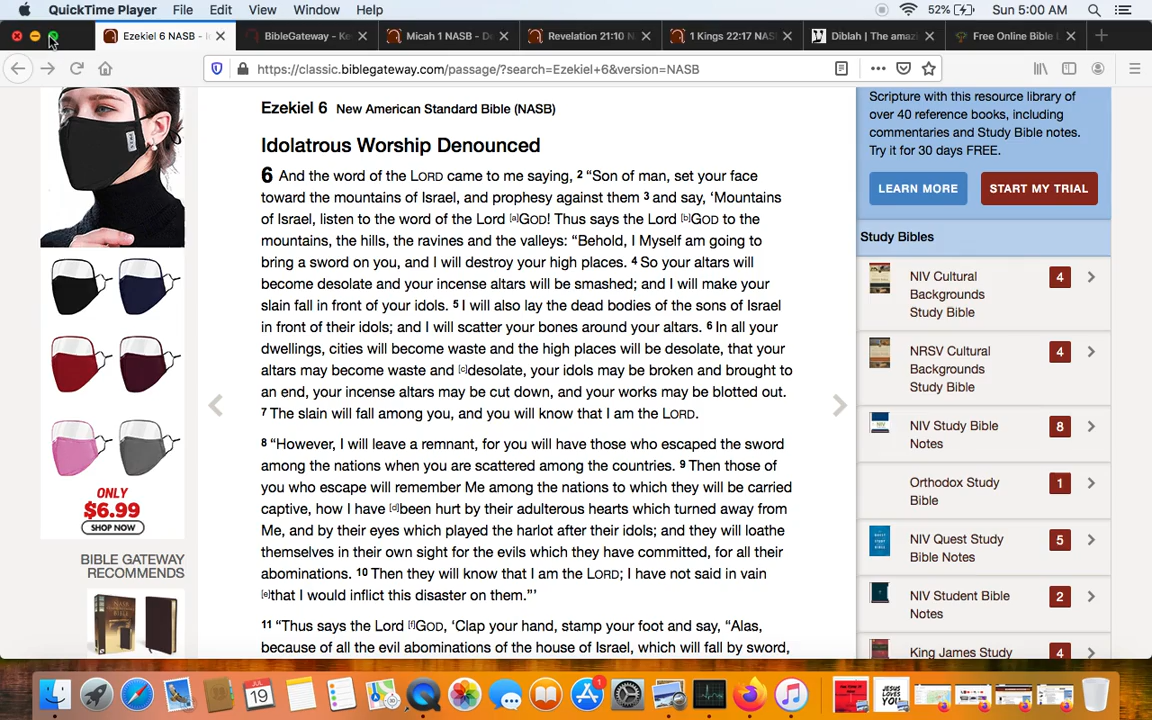 QuickTime Player File Edit View Window Help 52% Sun 5:00 AM
Ezekiel 6 NASB - BibleGateway - Ke Micah 1 NASB - D Revelation 21:10 N 1 Kings 22:17 NAS Diblah | The amazi Free Online Bible L
https://classic.biblegateway.com/passage/?search=Ezekiel+6&version=NASB
Ezekiel 6 New American Standard Bible (NASB)
Idolatrous Worship Denounced
6 And the word of the LORD came to me saying, 2 “Son of man, set your face
toward the mountains of Israel, and prophesy against them 3 and say, ‘Mountains
of Israel, listen to the word of the Lord [a]GOD! Thus says the Lord [b]GOD to the
mountains, the hills, the ravines and the valleys: “Behold, I Myself am going to
bring a sword on you, and I will destroy your high places. 4 So your altars will
become desolate and your incense altars will be smashed; and I will make your
slain fall in front of your idols. 5 I will also lay the dead bodies of the sons of Israel
in front of their idols; and I will scatter your bones around your altars. 6 In all your
dwellings, cities will become waste and the high places will be desolate, that your
altars may become waste and [c]desolate, your idols may be broken and brought to
an end, your incense altars may be cut down, and your works may be blotted out.
7 The slain will fall among you, and you will know that I am the LORD.
8 “However, I will leave a remnant, for you will have those who escaped the sword
among the nations when you are scattered among the countries. 9 Then those of
you who escape will remember Me among the nations to which they will be carried
captive, how I have [d]been hurt by their adulterous hearts which turned away from
Me, and by their eyes which played the harlot after their idols; and they will loathe
themselves in their own sight for the evils which they have committed, for all their
abominations. 10 Then they will know that I am the LORD; I have not said in vain
[e]that I would inflict this disaster on them.”’
11 “Thus says the Lord [f]GOD, ‘Clap your hand, stamp your foot and say, “Alas,
because of all the evil abominations of the house of Israel, which will fall by sword,
ONLY
$6.99
SHOP NOW
BIBLE GATEWAY
RECOMMENDS
Scripture with this resource library of
over 40 reference books, including
commentaries and Study Bible notes.
Try it for 30 days FREE.
LEARN MORE START MY TRIAL
Study Bibles
NIV Cultural
Backgrounds
Study Bible
4
NRSV Cultural
Backgrounds
Study Bible
4
NIV Study Bible
Notes
8
Orthodox Study
Bible
1
NIV Quest Study
Bible Notes
5
NIV Student Bible
Notes
2
King James Study
4
JUL
19
1
JESUS
LOVES
YOU